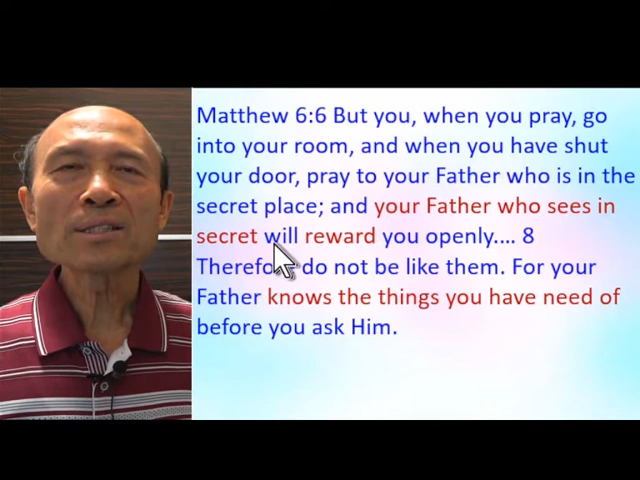 Matthew 6:6 But you, when you pray, go
into your room, and when you have shut
your door, pray to your Father who is in the
secret place; and your Father who sees in
secret will reward you openly.... 8
Therefore do not be like them. For your
Father knows the things you have need of
before you ask Him.